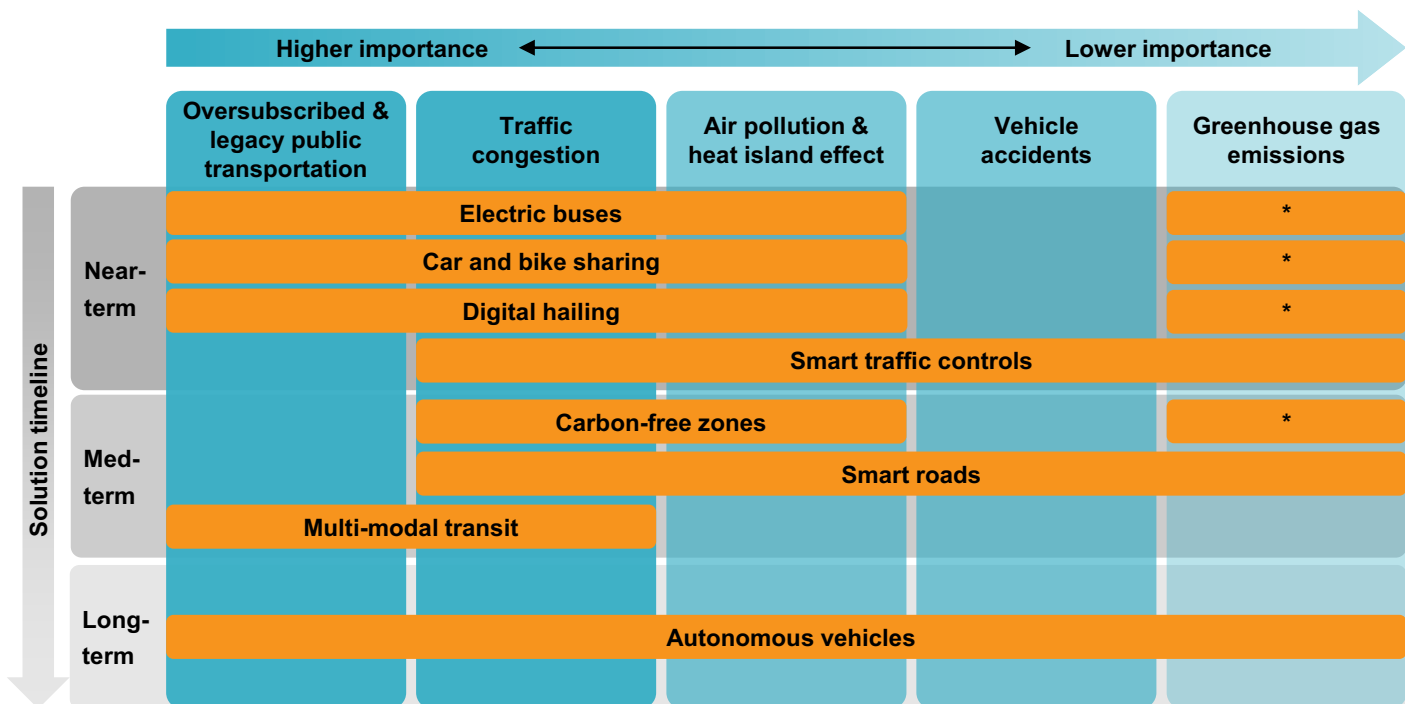 Higher importance
Lower importance
Oversubscribed &
legacy public
transportation
Traffic
congestion
Air pollution &
heat island effect
Vehicle
accidents
Greenhouse gas
emissions
Solution timeline
Near-
term
Electric buses
*
Car and bike sharing
*
Digital hailing
*
Smart traffic controls
Med-
term
Carbon-free zones
*
Smart roads
Multi-modal transit
Long-
term
Autonomous vehicles